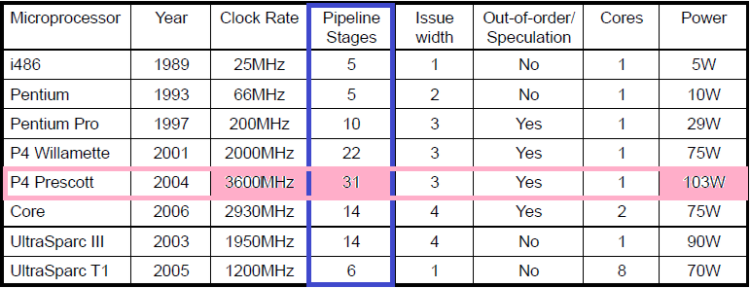 Microprocessor Year Clock Rate Pipeline Stages Issue width Out-of-order/ Speculation Cores Power
i486 1989 25MHz 5 1 No 1 5W
Pentium 1993 66MHz 5 2 No 1 10W
Pentium Pro 1997 200MHz 10 3 Yes 1 29W
P4 Willamette 2001 2000MHz 22 3 Yes 1 75W
P4 Prescott 2004 3600MHz 31 3 Yes 1 103W
Core 2006 2930MHz 14 4 Yes 2 75W
UltraSparc III 2003 1950MHz 14 4 No 1 90W
UltraSparc T1 2005 1200MHz 6 1 No 8 70W